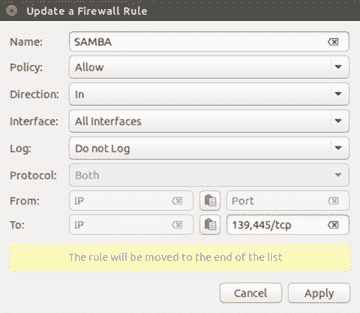 Update a Firewall Rule
Name: SAMBA
Policy: Allow
Direction: In
Interface: All Interfaces
Log: Do not Log
Protocol: Both
From: IP Port
To: IP 139,445/tcp
The rule will be moved to the end of the list
Cancel Apply